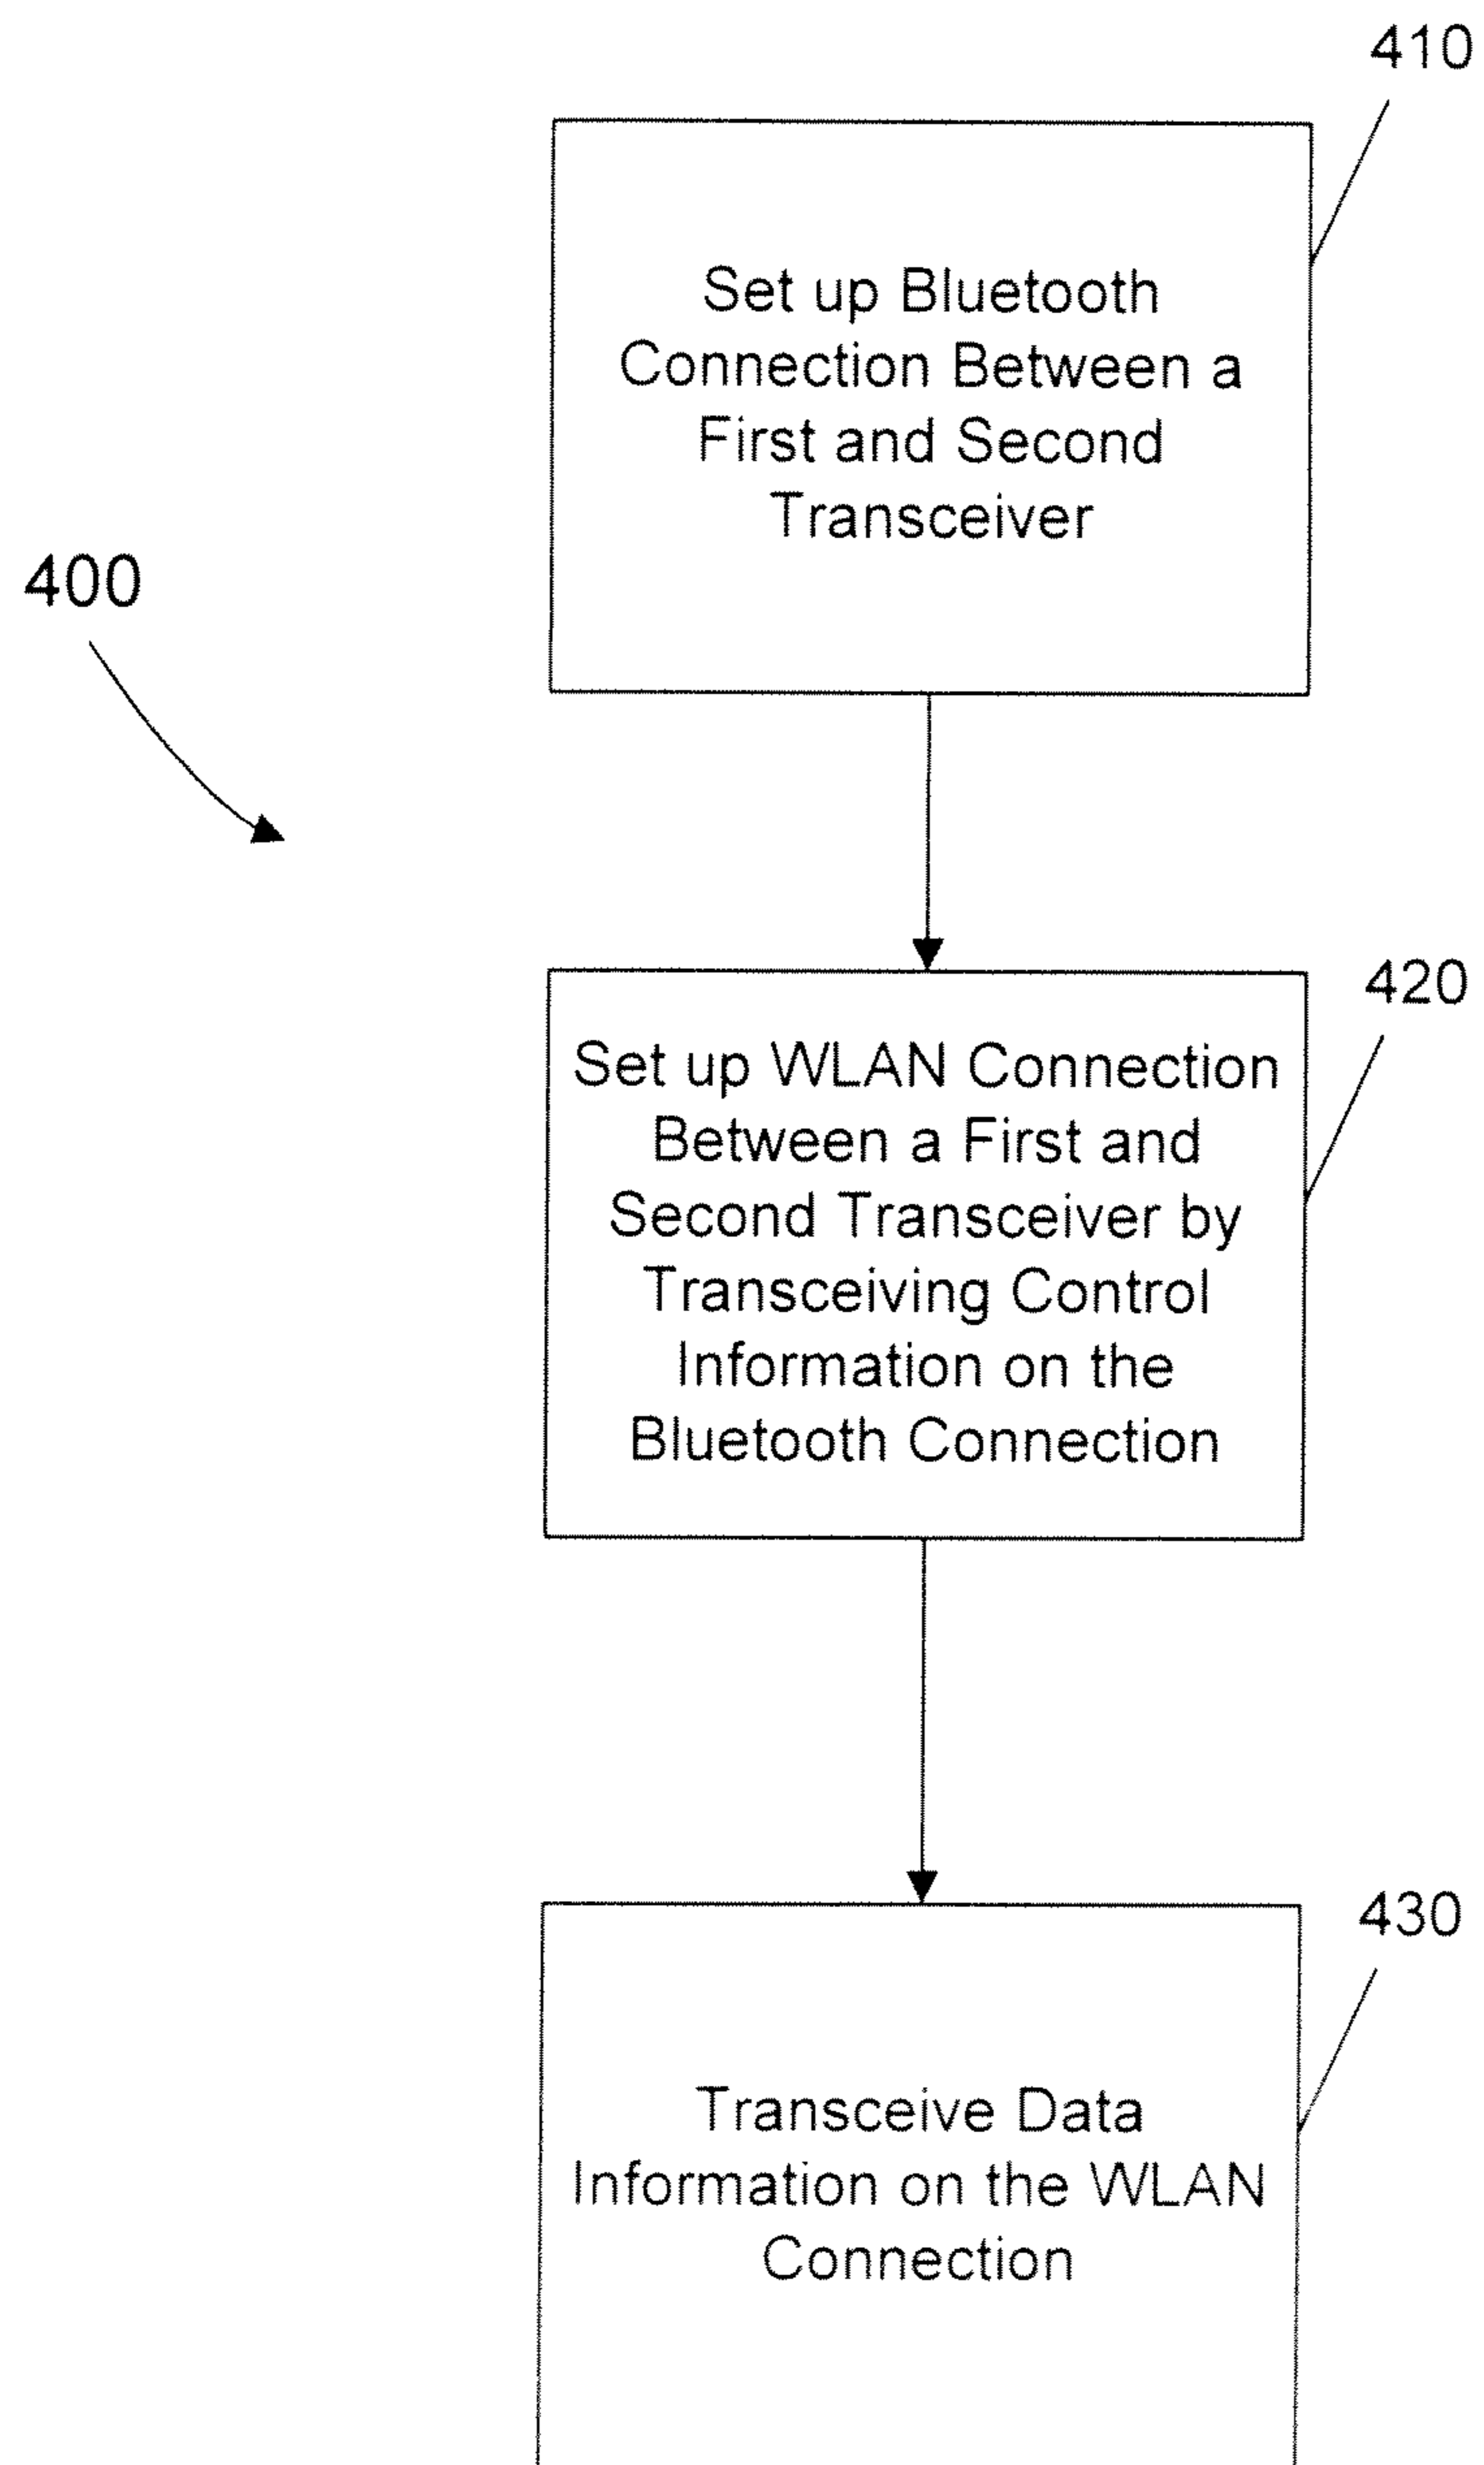 410
Set up Bluetooth
Connection Between a
First and Second
Transceiver
400
420
Set up WLAN Connection
Between a First and
Second Transceiver by
Transceiving Control
Information on the
Bluetooth Connection
430
Transceive Data
Information on the WLAN
Connection